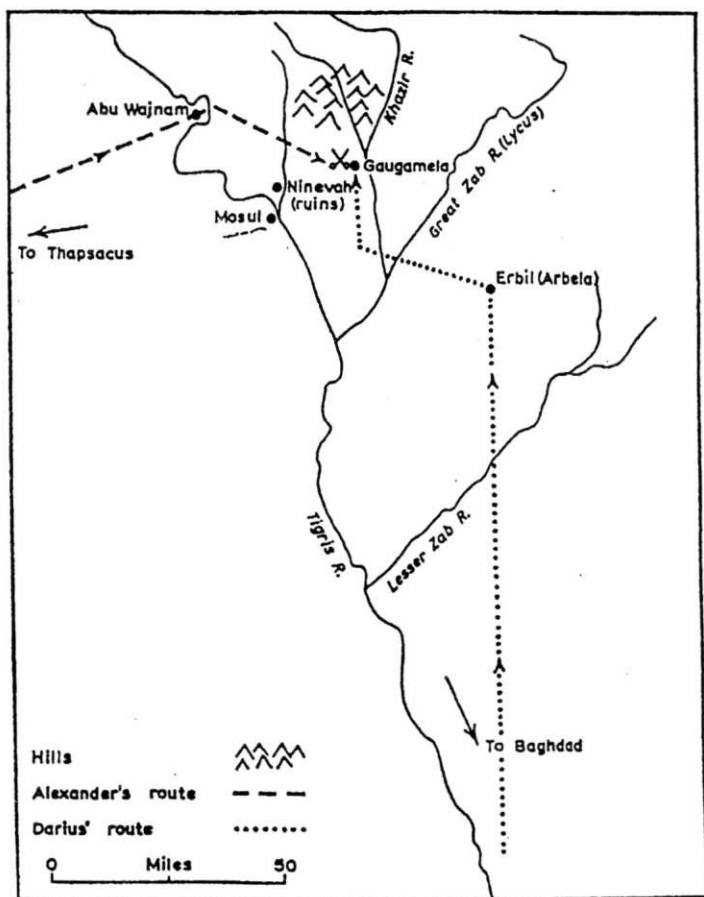 Abu Wajnam
Khazir R.
Gaugamela
Great Zab R. (Lycus)
Ninevah
(ruins)
Mosul
To Thapsacus
Erbil (Arbela)
Tigris R.
Lesser Zab R.
To Baghdad
Hills
Alexander's route
Darius' route
0 Miles 50